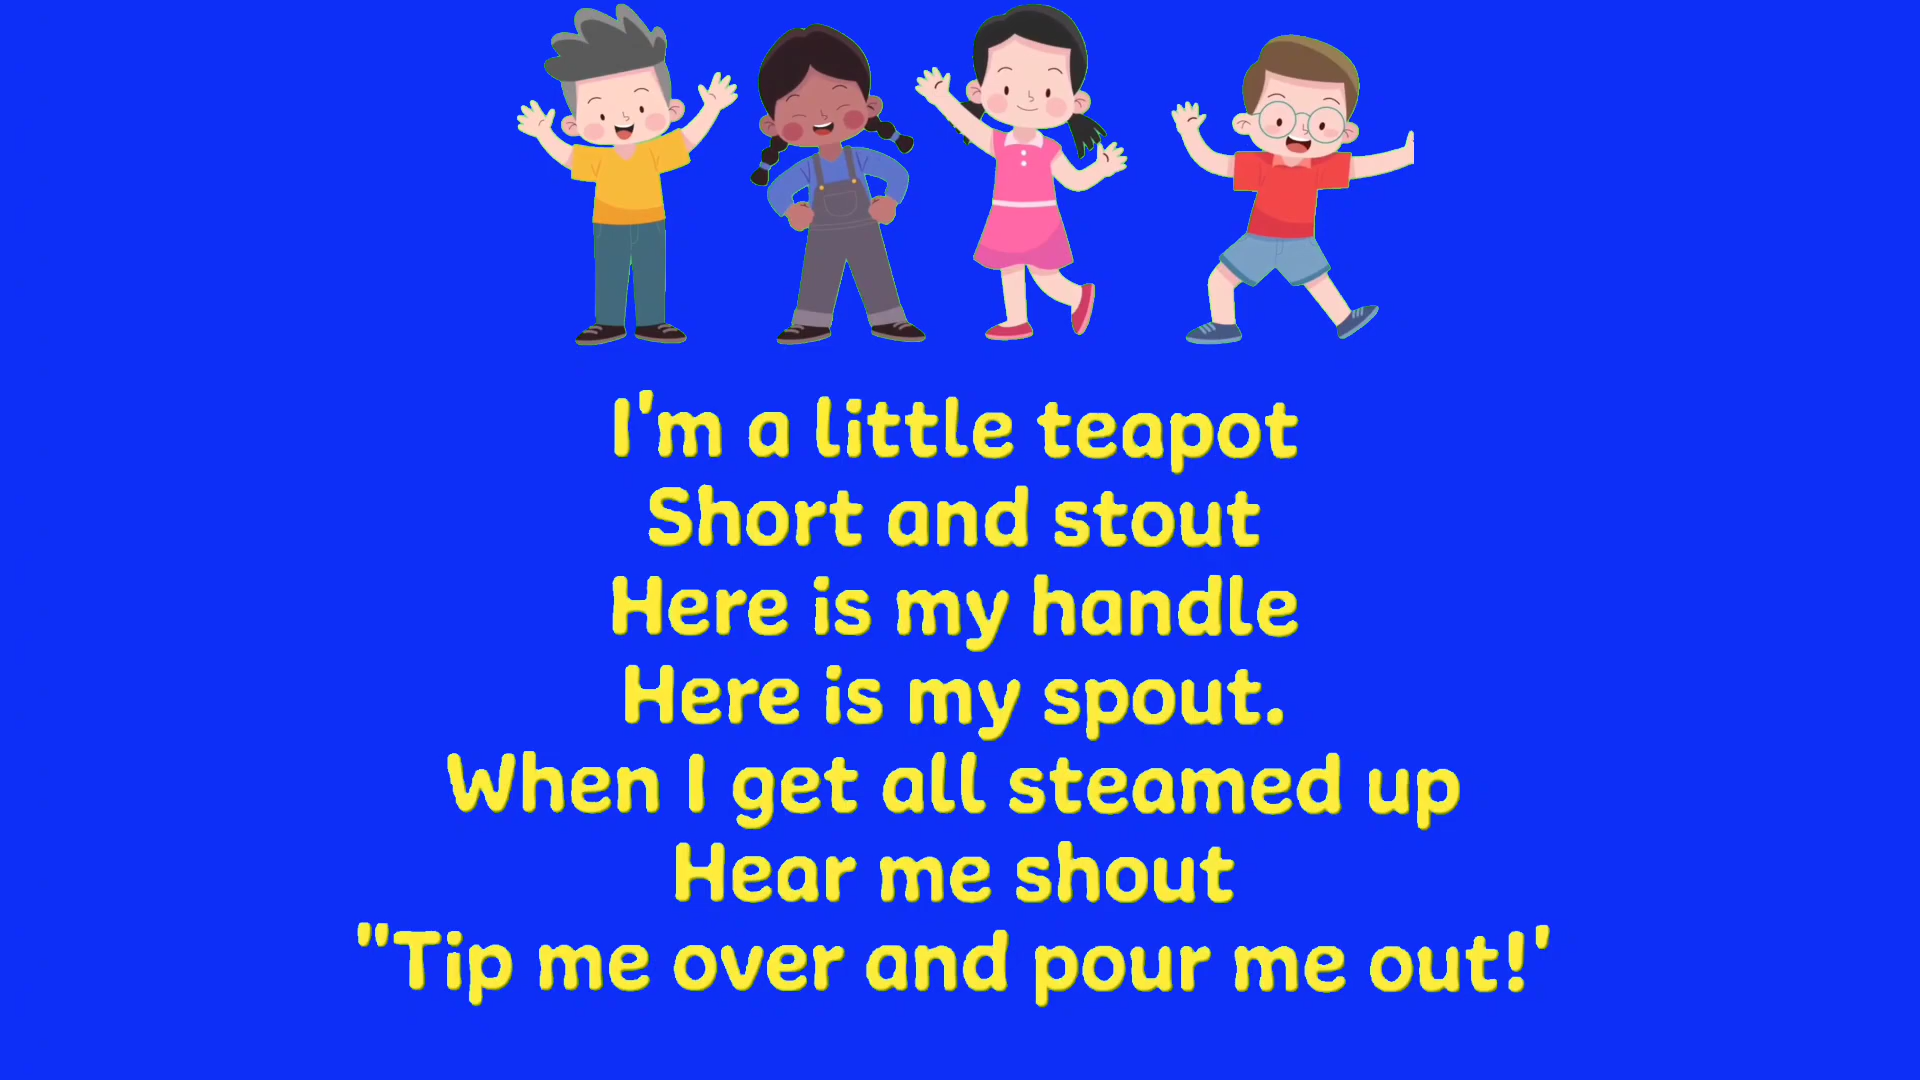 I'm a little teapot
Short and stout
Here is my handle
Here is my spout.
When I get all steamed up
Hear me shout
"Tip me over and pour me out!'